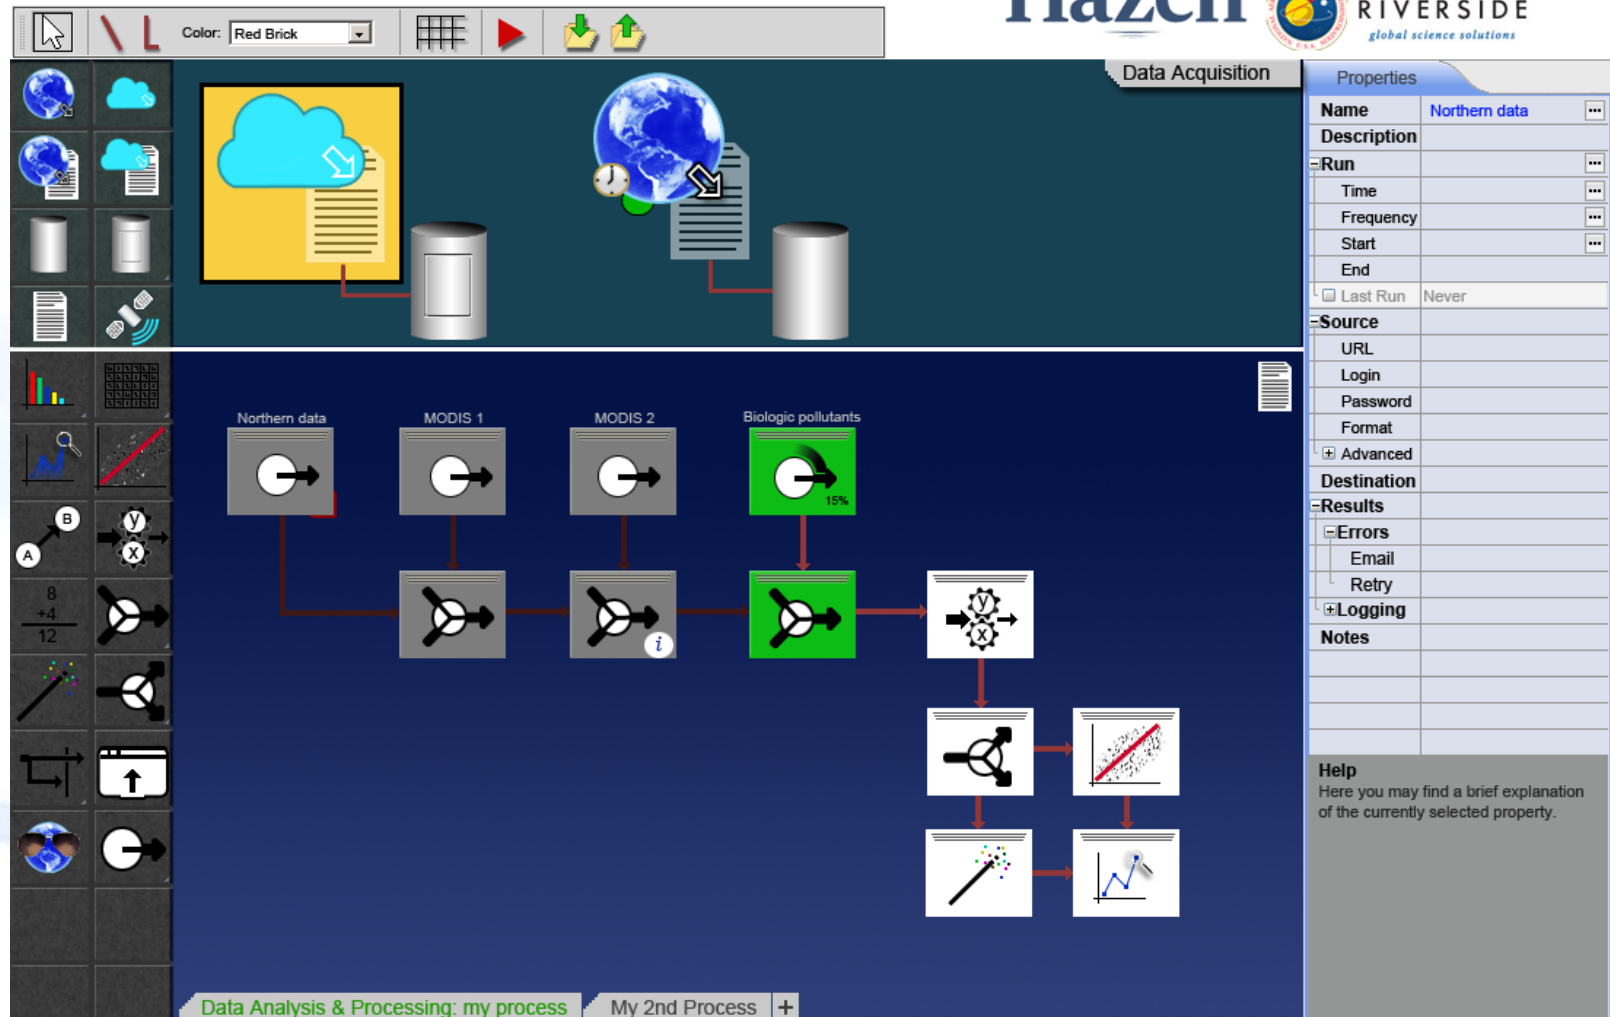 Hazen
RIVERSIDE
global science solutions
Color: Red Brick
Data Acquisition
Properties
Name Northern data
Description
Run
Time
Frequency
Start
End
Last Run Never
Source
URL
Login
Password
Format
Advanced
Destination
Results
Errors
Email
Retry
Logging
Notes
Help
Here you may find a brief explanation
of the currently selected property.
Northern data MODIS 1 MODIS 2 Biologic pollutants
15%
i
y
x
B
A
y
x
8
+4
12
Data Analysis & Processing: my process My 2nd Process +